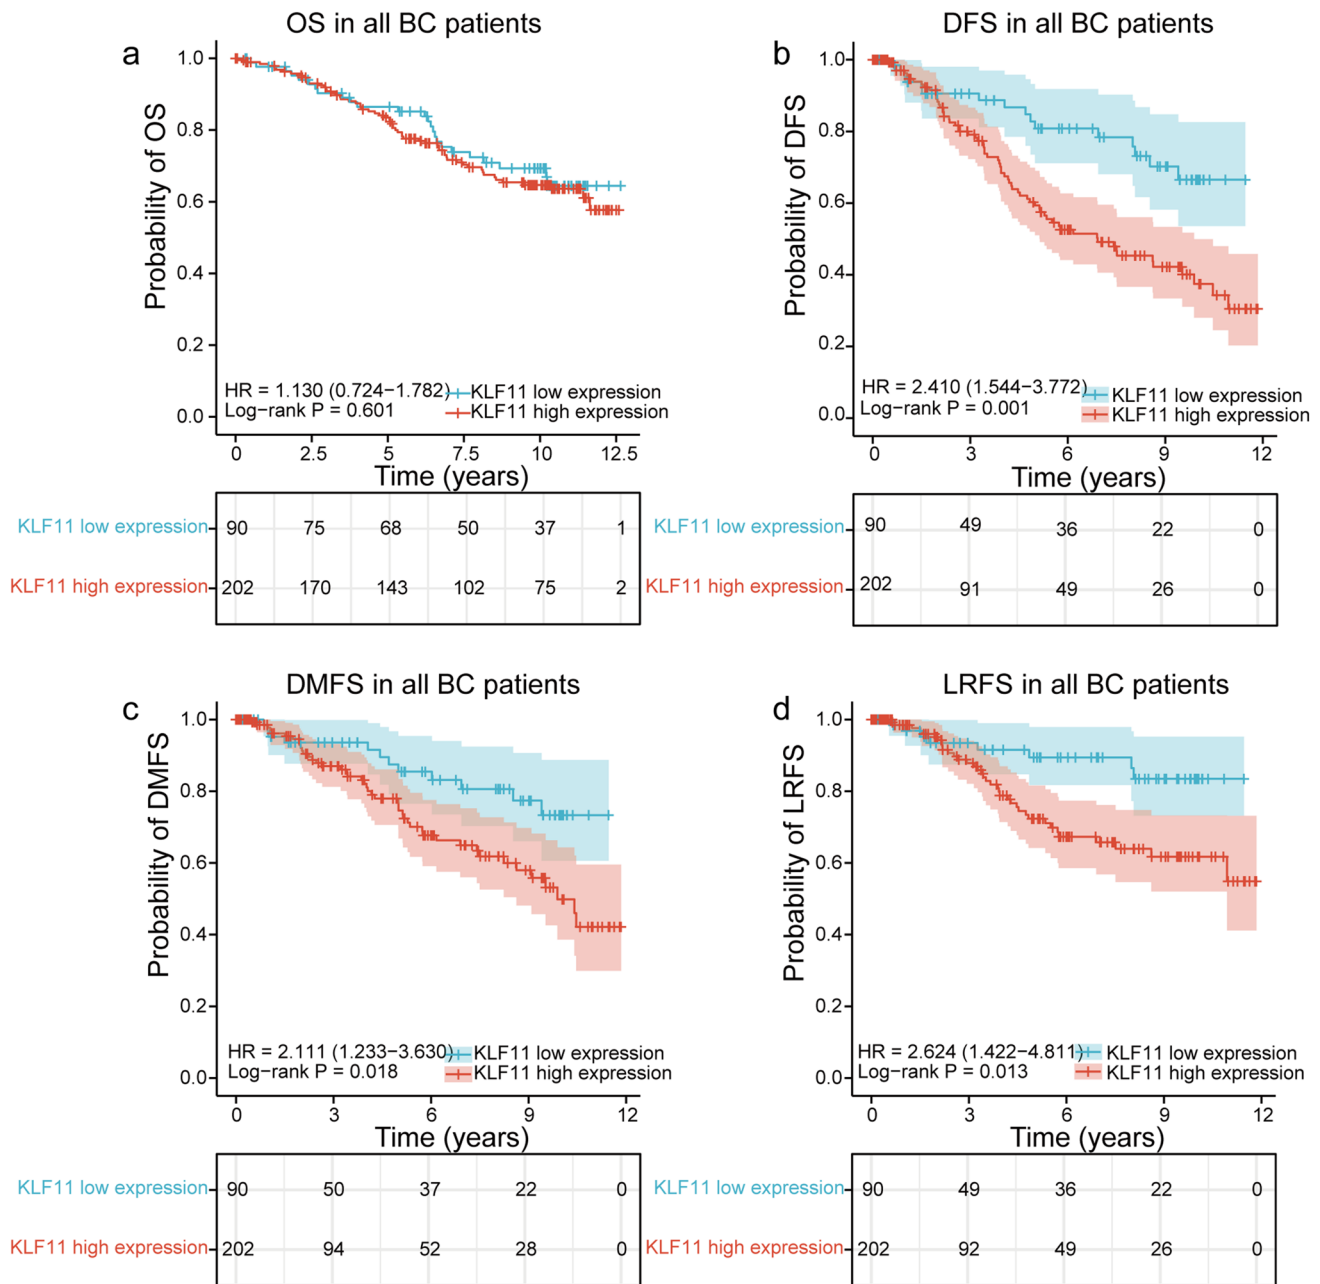 OS in all BC patients
a
Probability of OS
1.0
0.8
0.6
0.4
0.2
0.0
HR = 1.130 (0.724−1.782)
Log−rank P = 0.601
KLF11 low expression
KLF11 high expression
0 2.5 5 7.5 10 12.5
Time (years)
KLF11 low expression 90 75 68 50 37 1
KLF11 high expression 202 170 143 102 75 2
DFS in all BC patients
b
Probability of DFS
1.0
0.8
0.6
0.4
0.2
0.0
HR = 2.410 (1.544−3.772)
Log−rank P = 0.001
KLF11 low expression
KLF11 high expression
0 3 6 9 12
Time (years)
KLF11 low expression 90 49 36 22 0
KLF11 high expression 202 91 49 26 0
DMFS in all BC patients
c
Probability of DMFS
1.0
0.8
0.6
0.4
0.2
0.0
HR = 2.111 (1.233−3.630)
Log−rank P = 0.018
KLF11 low expression
KLF11 high expression
0 3 6 9 12
Time (years)
KLF11 low expression 90 50 37 22 0
KLF11 high expression 202 94 52 28 0
LRFS in all BC patients
d
Probability of LRFS
1.0
0.8
0.6
0.4
0.2
0.0
HR = 2.624 (1.422−4.811)
Log−rank P = 0.013
KLF11 low expression
KLF11 high expression
0 3 6 9 12
Time (years)
KLF11 low expression 90 49 36 22 0
KLF11 high expression 202 92 49 26 0